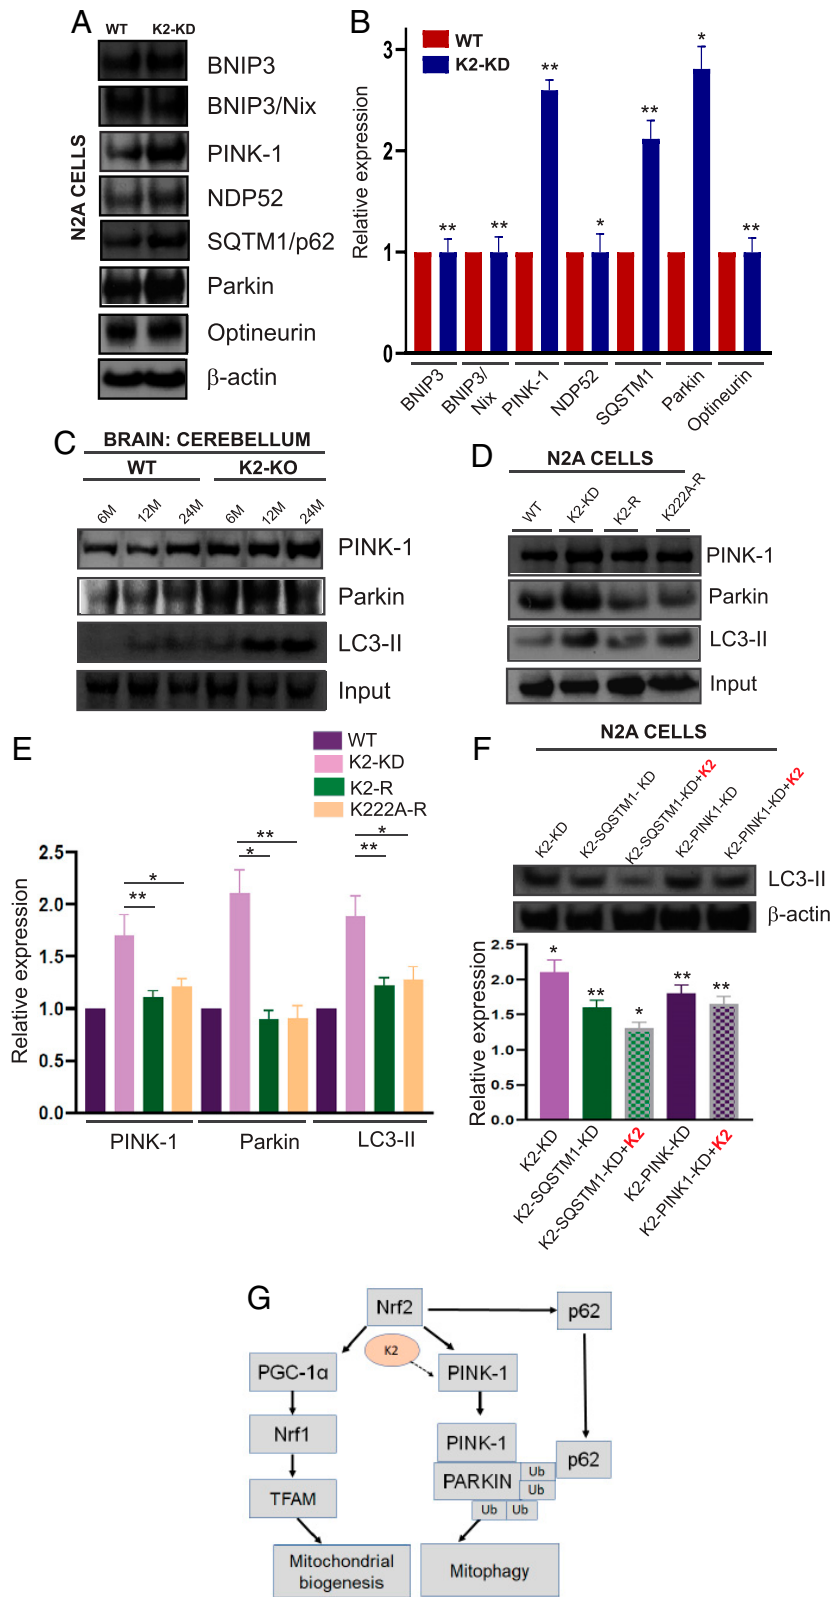 A
WT K2-KD
N2A CELLS
BNIP3
BNIP3/Nix
PINK-1
NDP52
SQTM1/p62
Parkin
Optineurin
β-actin
B
WT
K2-KD
Relative expression
3
2
1
0
** ** ** * ** * **
BNIP3
BNIP3/
Nix
PINK-1
NDP52
SQSTM1
Parkin
Optineurin
C
BRAIN: CEREBELLUM
WT K2-KO
6M 12M 24M 6M 12M 24M
PINK-1
Parkin
LC3-II
Input
D
N2A CELLS
WT K2-KD K2-R K222A-R
PINK-1
Parkin
LC3-II
Input
E
WT
K2-KD
K2-R
K222A-R
Relative expression
2.5
2.0
1.5
1.0
0.5
0.0
* **
** *
* **
PINK-1 Parkin LC3-II
F
N2A CELLS
K2-KD
K2-SQSTM1- KD
K2-SQSTM1-KD+K2
K2-PINK1-KD
K2-PINK1-KD+K2
LC3-II
β-actin
Relative expression
2.5
2.0
1.5
1.0
0.5
0.0
* ** * ** **
K2-KD
K2-SQSTM1-KD
K2-SQSTM1-KD+K2
K2-PINK-KD
K2-PINK1-KD+K2
G
Nrf2
p62
K2
PGC-1α
PINK-1
Nrf1
PINK-1
p62
PARKIN
Ub
Ub
Ub Ub
TFAM
Mitochondrial
biogenesis
Mitophagy